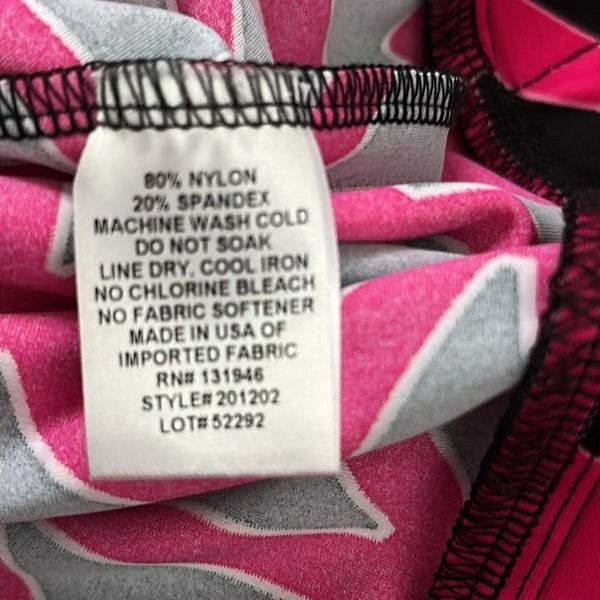 80% NYLON
20% SPANDEX
MACHINE WASH COLD
DO NOT SOAK
LINE DRY, COOL IRON
NO CHLORINE BLEACH
NO FABRIC SOFTENER
MADE IN USA OF
IMPORTED FABRIC
RN# 131946
STYLE# 201202
LOT# 52292